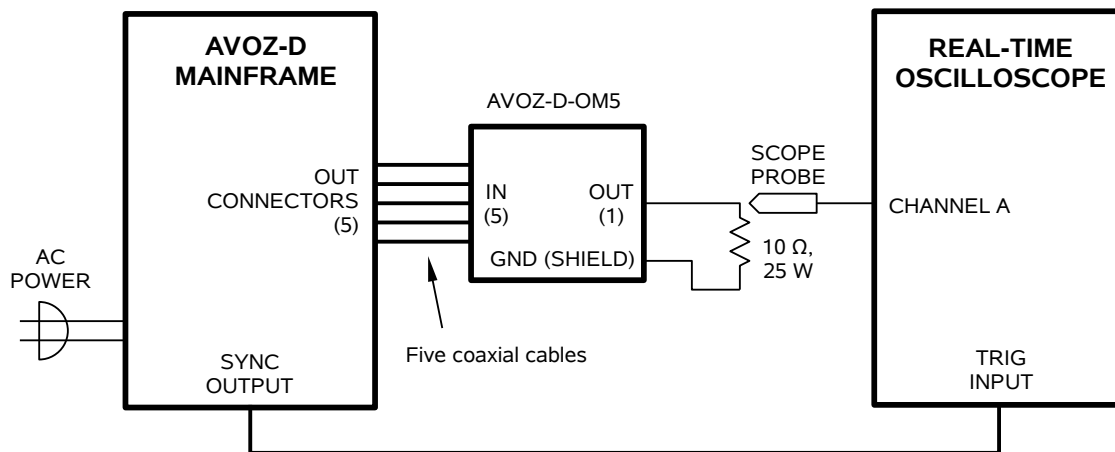 AVOZ-D
MAINFRAME
REAL-TIME
OSCILLOSCOPE
AVOZ-D-OM5
SCOPE
PROBE
OUT
CONNECTORS
(5)
IN
(5)
OUT
(1)
CHANNEL A
GND (SHIELD)
10 Ω,
25 W
AC
POWER
Five coaxial cables
SYNC
OUTPUT
TRIG
INPUT